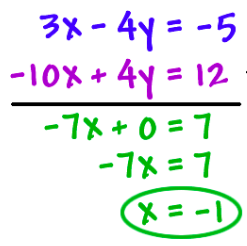 3x - 4y = -5
-10x + 4y = 12
-7x + 0 = 7
-7x = 7
x = -1